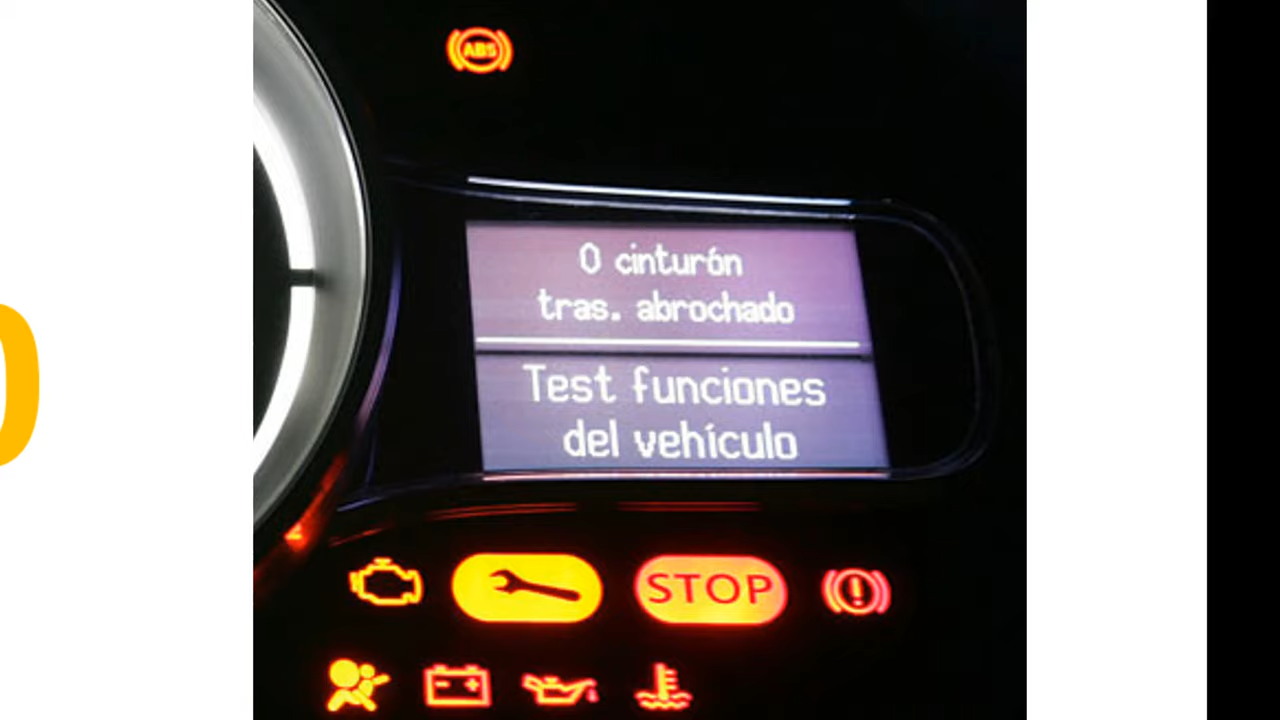 ABS
0 cinturón
tras. abrochado
Test funciones
del vehículo
STOP